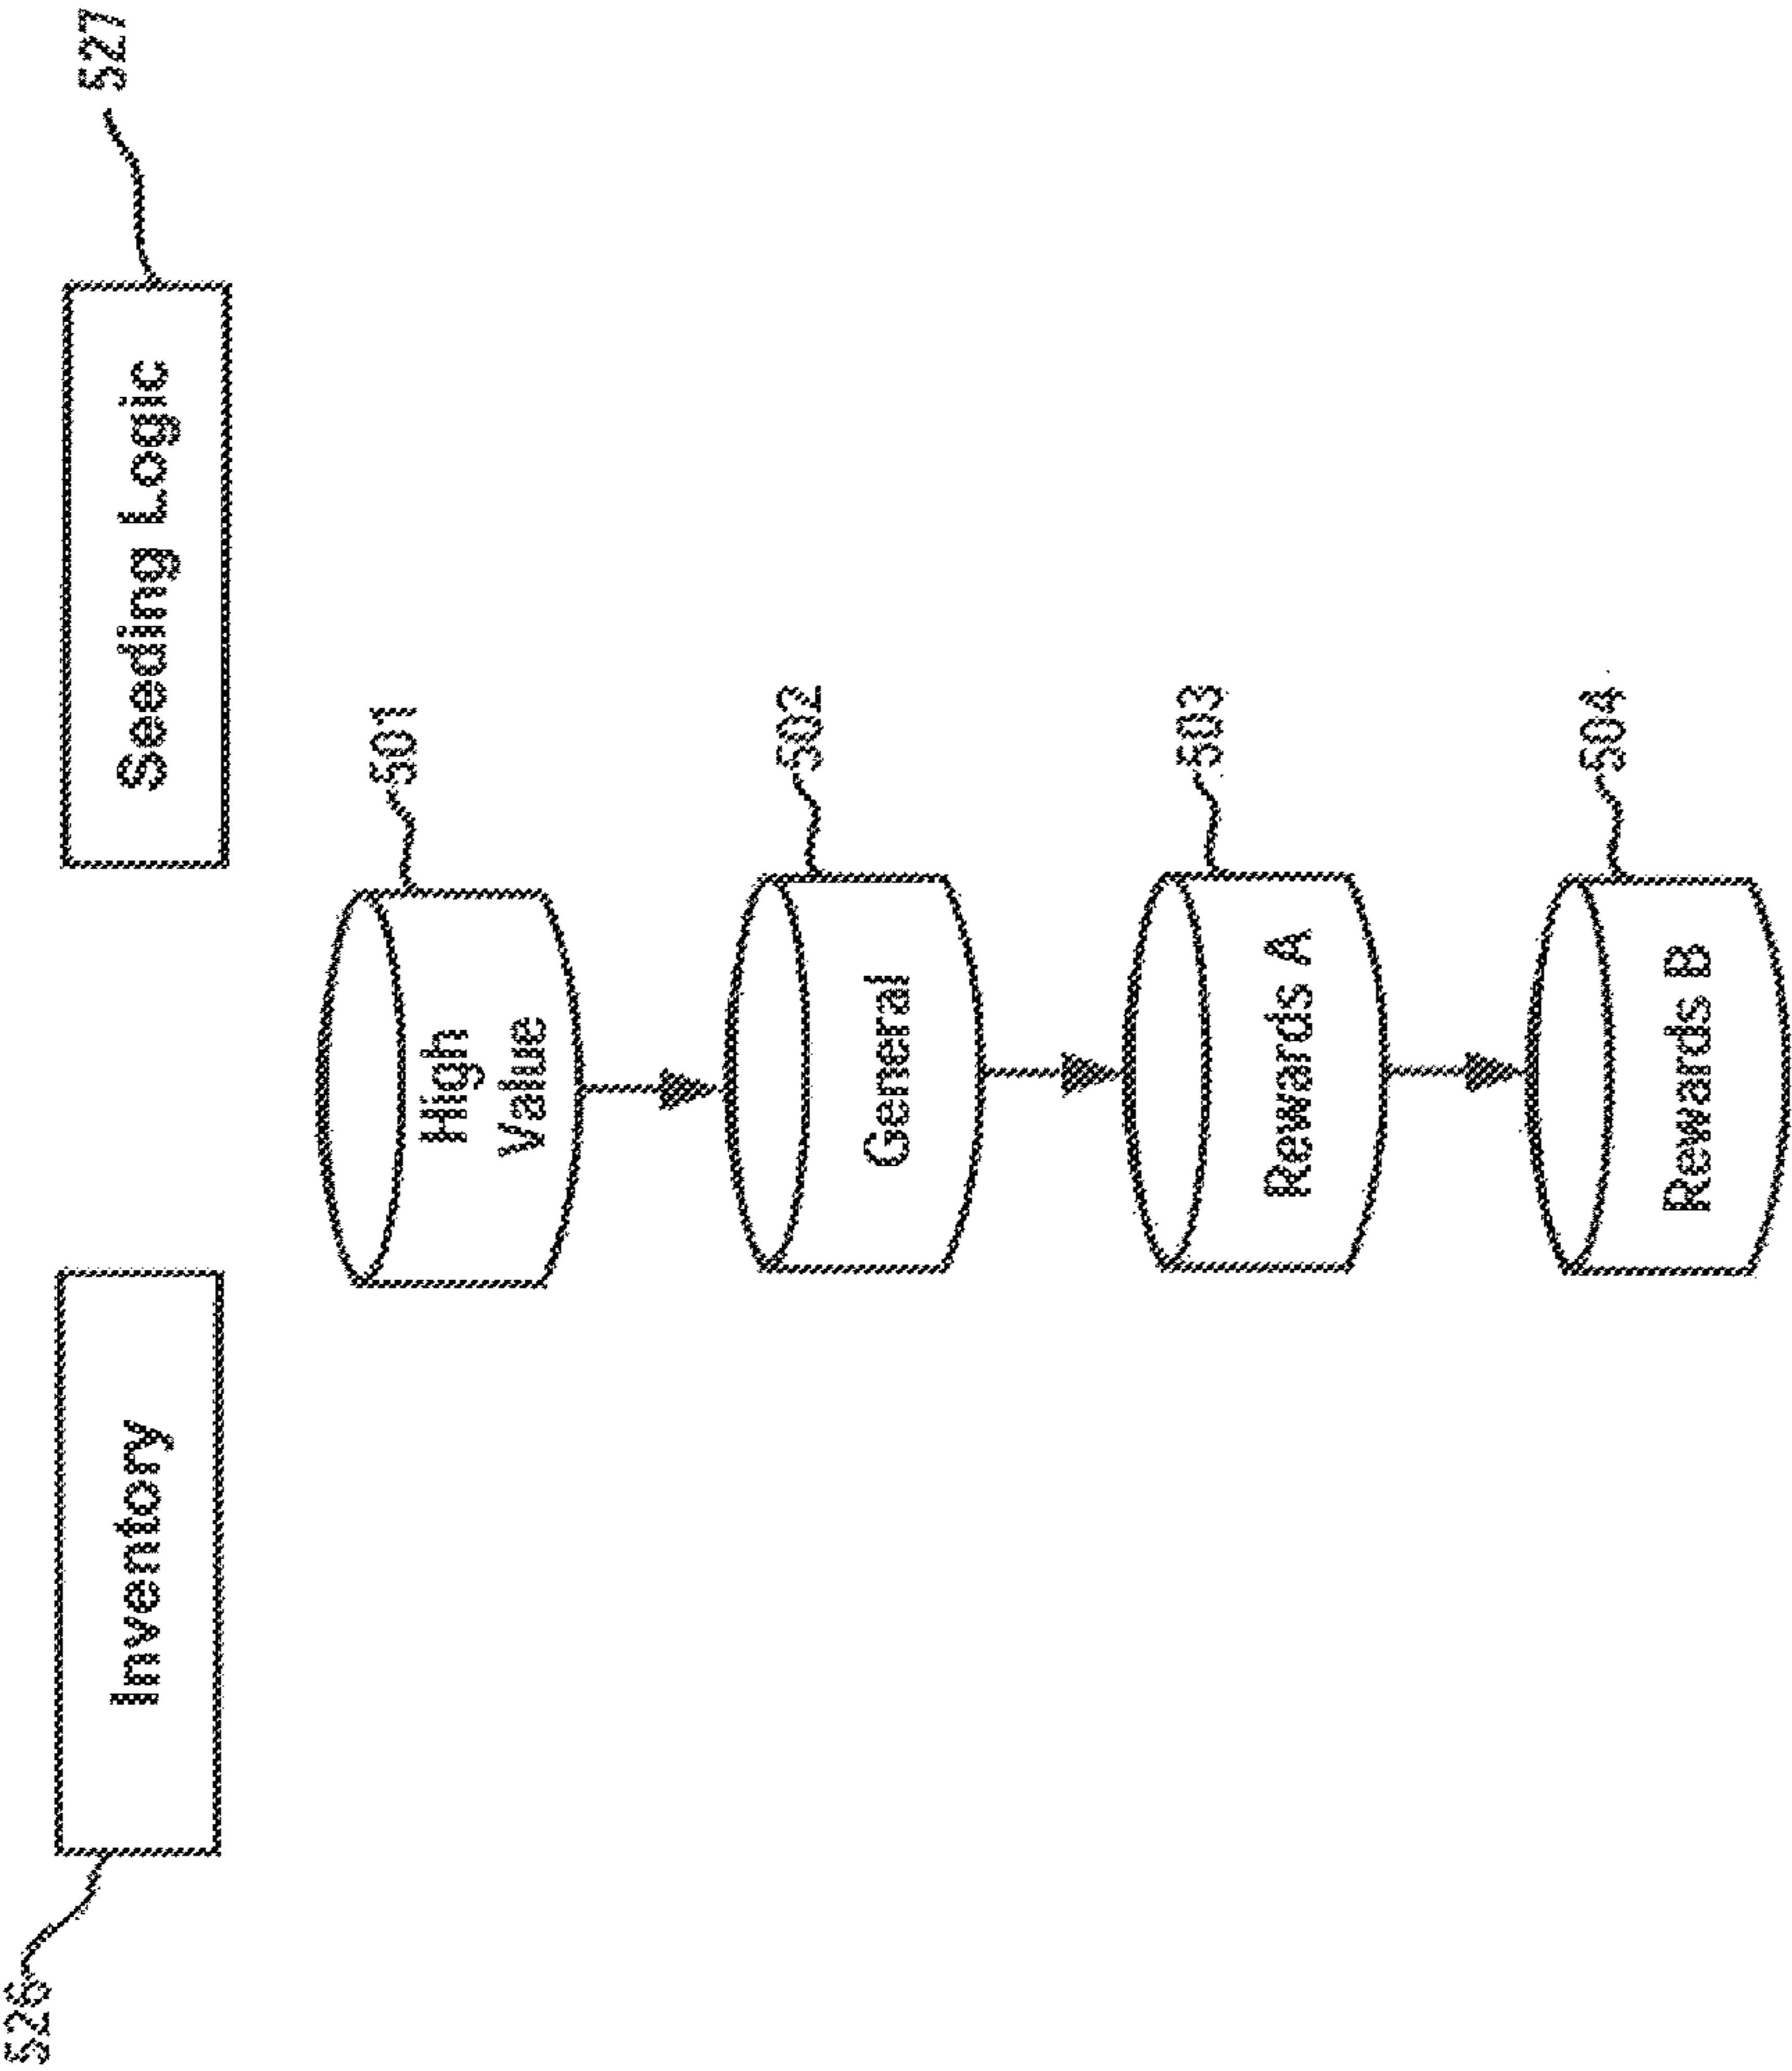 526
Inventory
Seeding Logic
527
High
Value
501
General
502
Rewards A
503
Rewards B
504